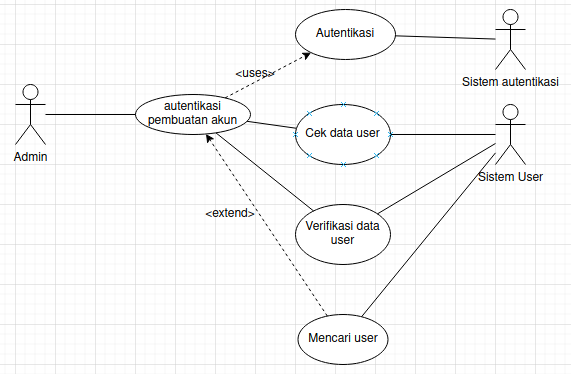 Autentikasi
Sistem autentikasi
<uses>
autentikasi
pembuatan akun
Admin
Cek data user
Sistem User
<extend>
Verifikasi data
user
Mencari user